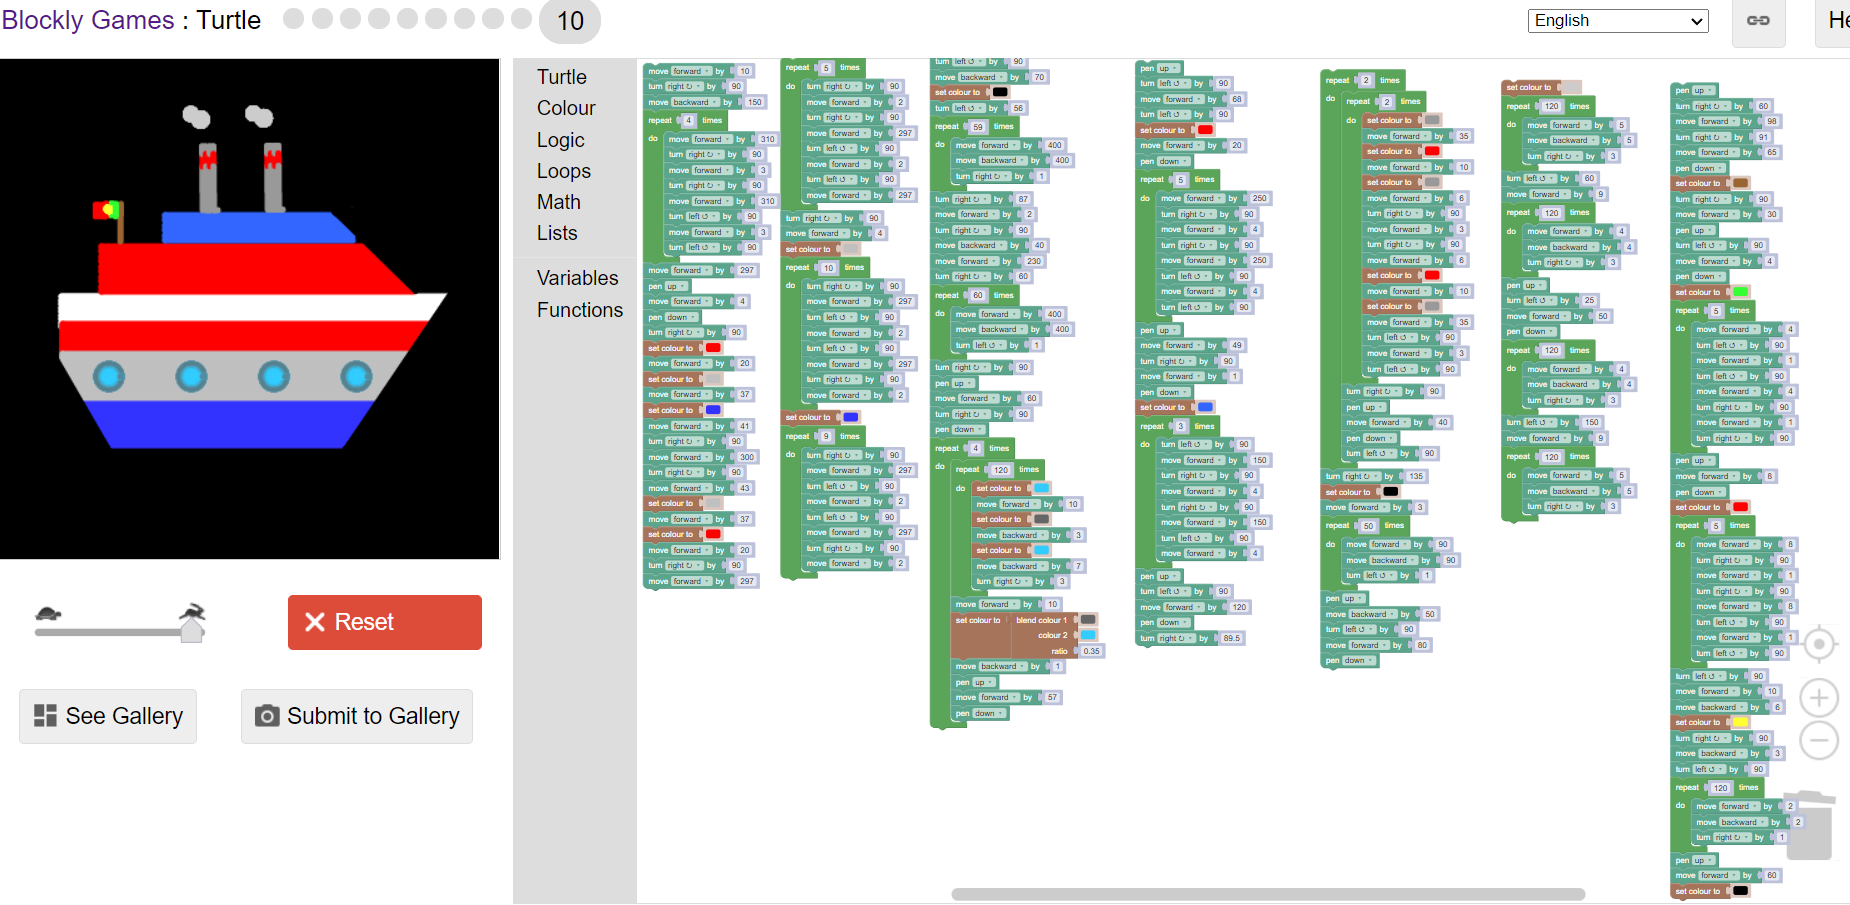 Blockly Games : Turtle
10
English
He
Turtle
Colour
Logic
Loops
Math
Lists
Variables
Functions
Reset
See Gallery
Submit to Gallery
move forward by 10
turn right ↻ by 90
move backward by 150
repeat 4 times
do move forward by 310
turn right ↻ by 90
move forward by 3
turn right ↻ by 90
move forward by 310
turn left ↺ by 90
move forward by 3
turn left ↺ by 90
move forward by 297
pen up
move forward by 4
pen down
turn right ↻ by 90
set colour to
move forward by 20
set colour to
move forward by 37
set colour to
move forward by 41
turn right ↻ by 90
move forward by 300
turn right ↻ by 90
move forward by 43
set colour to
move forward by 37
set colour to
move forward by 20
turn right ↻ by 90
move forward by 297
repeat 5 times
do turn right ↻ by 90
move forward by 2
turn right ↻ by 90
move forward by 297
turn left ↺ by 90
move forward by 2
turn left ↺ by 90
move forward by 297
turn right ↻ by 90
move forward by 4
set colour to
repeat 10 times
do turn right ↻ by 90
move forward by 297
turn left ↺ by 90
move forward by 2
turn left ↺ by 90
move forward by 297
turn right ↻ by 90
move forward by 2
set colour to
repeat 9 times
do turn right ↻ by 90
move forward by 297
turn left ↺ by 90
move forward by 2
turn left ↺ by 90
move forward by 297
turn right ↻ by 90
move forward by 2
turn left ↺ by 90
move backward by 70
set colour to
turn left ↺ by 56
repeat 59 times
do move forward by 400
move backward by 400
turn right ↻ by 1
turn right ↻ by 87
move forward by 2
turn right ↻ by 90
move backward by 40
move forward by 230
turn right ↻ by 60
repeat 60 times
do move forward by 400
move backward by 400
turn left ↺ by 1
turn right ↻ by 90
pen up
move forward by 60
turn right ↻ by 90
pen down
repeat 4 times
do repeat 120 times
do set colour to
move forward by 10
set colour to
move backward by 3
set colour to
move backward by 7
turn right ↻ by 3
move forward by 10
set colour to blend colour 1
colour 2
ratio 0.35
move backward by 1
pen up
move forward by 57
pen down
pen up
turn left ↺ by 90
move forward by 68
turn left ↺ by 90
set colour to
move forward by 20
pen down
repeat 5 times
do move forward by 250
turn right ↻ by 90
move forward by 4
turn right ↻ by 90
move forward by 250
turn left ↺ by 90
move forward by 4
turn left ↺ by 90
pen up
move forward by 49
turn right ↻ by 90
move forward by 1
pen down
set colour to
repeat 3 times
do turn left ↺ by 90
move forward by 150
turn right ↻ by 90
move forward by 4
turn right ↻ by 90
move forward by 150
turn left ↺ by 90
move forward by 4
pen up
turn left ↺ by 90
move forward by 120
pen down
turn right ↻ by 89.5
repeat 2 times
do repeat 2 times
do set colour to
move forward by 35
set colour to
move forward by 10
set colour to
move forward by 6
turn right ↻ by 90
move forward by 3
turn right ↻ by 90
move forward by 6
set colour to
move forward by 10
set colour to
move forward by 35
turn left ↺ by 90
move forward by 3
turn left ↺ by 90
turn right ↻ by 90
pen up
move forward by 40
pen down
turn left ↺ by 90
turn right ↻ by 135
set colour to
move forward by 3
repeat 50 times
do move forward by 90
move backward by 90
turn left ↺ by 1
pen up
move backward by 50
turn left ↺ by 90
move forward by 80
pen down
set colour to
repeat 120 times
do move forward by 5
move backward by 5
turn right ↻ by 3
turn left ↺ by 60
move forward by 9
repeat 120 times
do move forward by 4
move backward by 4
turn right ↻ by 3
pen up
turn left ↺ by 25
move forward by 50
pen down
repeat 120 times
do move forward by 4
move backward by 4
turn right ↻ by 3
turn left ↺ by 150
move forward by 9
repeat 120 times
do move forward by 5
move backward by 5
turn right ↻ by 3
pen up
turn right ↻ by 60
move forward by 98
turn right ↻ by 91
move forward by 65
pen down
set colour to
turn right ↻ by 90
move forward by 30
pen up
turn left ↺ by 90
move forward by 4
pen down
set colour to
repeat 5 times
do move forward by 4
turn left ↺ by 90
move forward by 1
turn left ↺ by 90
move forward by 4
turn right ↻ by 90
move forward by 1
turn right ↻ by 90
pen up
move forward by 8
pen down
set colour to
repeat 5 times
do move forward by 8
turn right ↻ by 90
move forward by 1
turn right ↻ by 90
move forward by 8
turn left ↺ by 90
move forward by 1
turn left ↺ by 90
turn left ↺ by 90
move forward by 10
move backward by 6
set colour to
turn right ↻ by 90
move backward by 3
turn left ↺ by 90
repeat 120 times
do move forward by 2
move backward by 2
turn right ↻ by 1
pen up
move forward by 60
set colour to